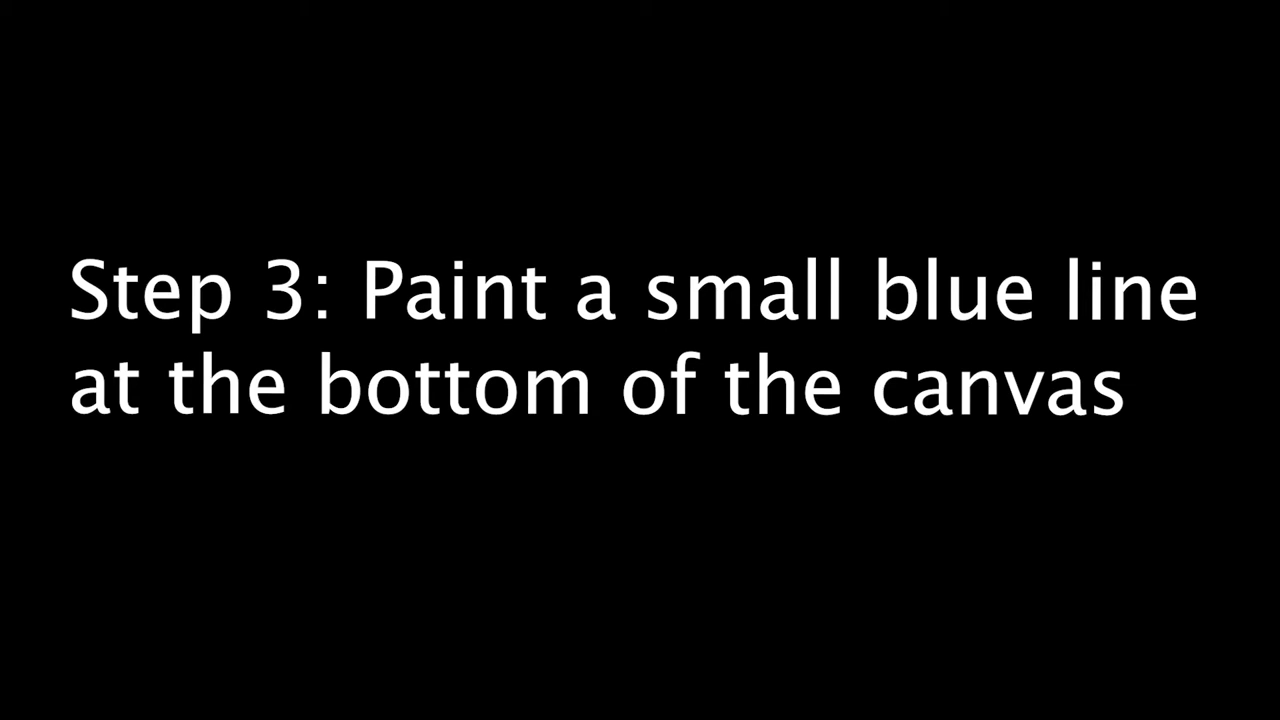 Step 3: Paint a small blue line
at the bottom of the canvas